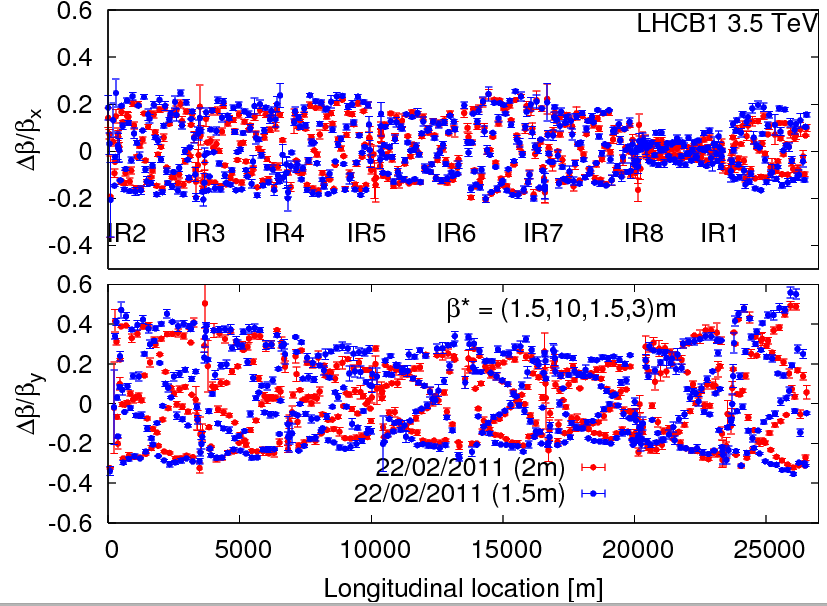 LHCB1 3.5 TeV
Δβ/βx
0.6
0.4
0.2
0
-0.2
-0.4
IR2 IR3 IR4 IR5 IR6 IR7 IR8 IR1
Δβ/βy
0.6
0.4
0.2
0
-0.2
-0.4
-0.6
β* = (1.5,10,1.5,3)m
22/02/2011 (2m)
22/02/2011 (1.5m)
0 5000 10000 15000 20000 25000
Longitudinal location [m]